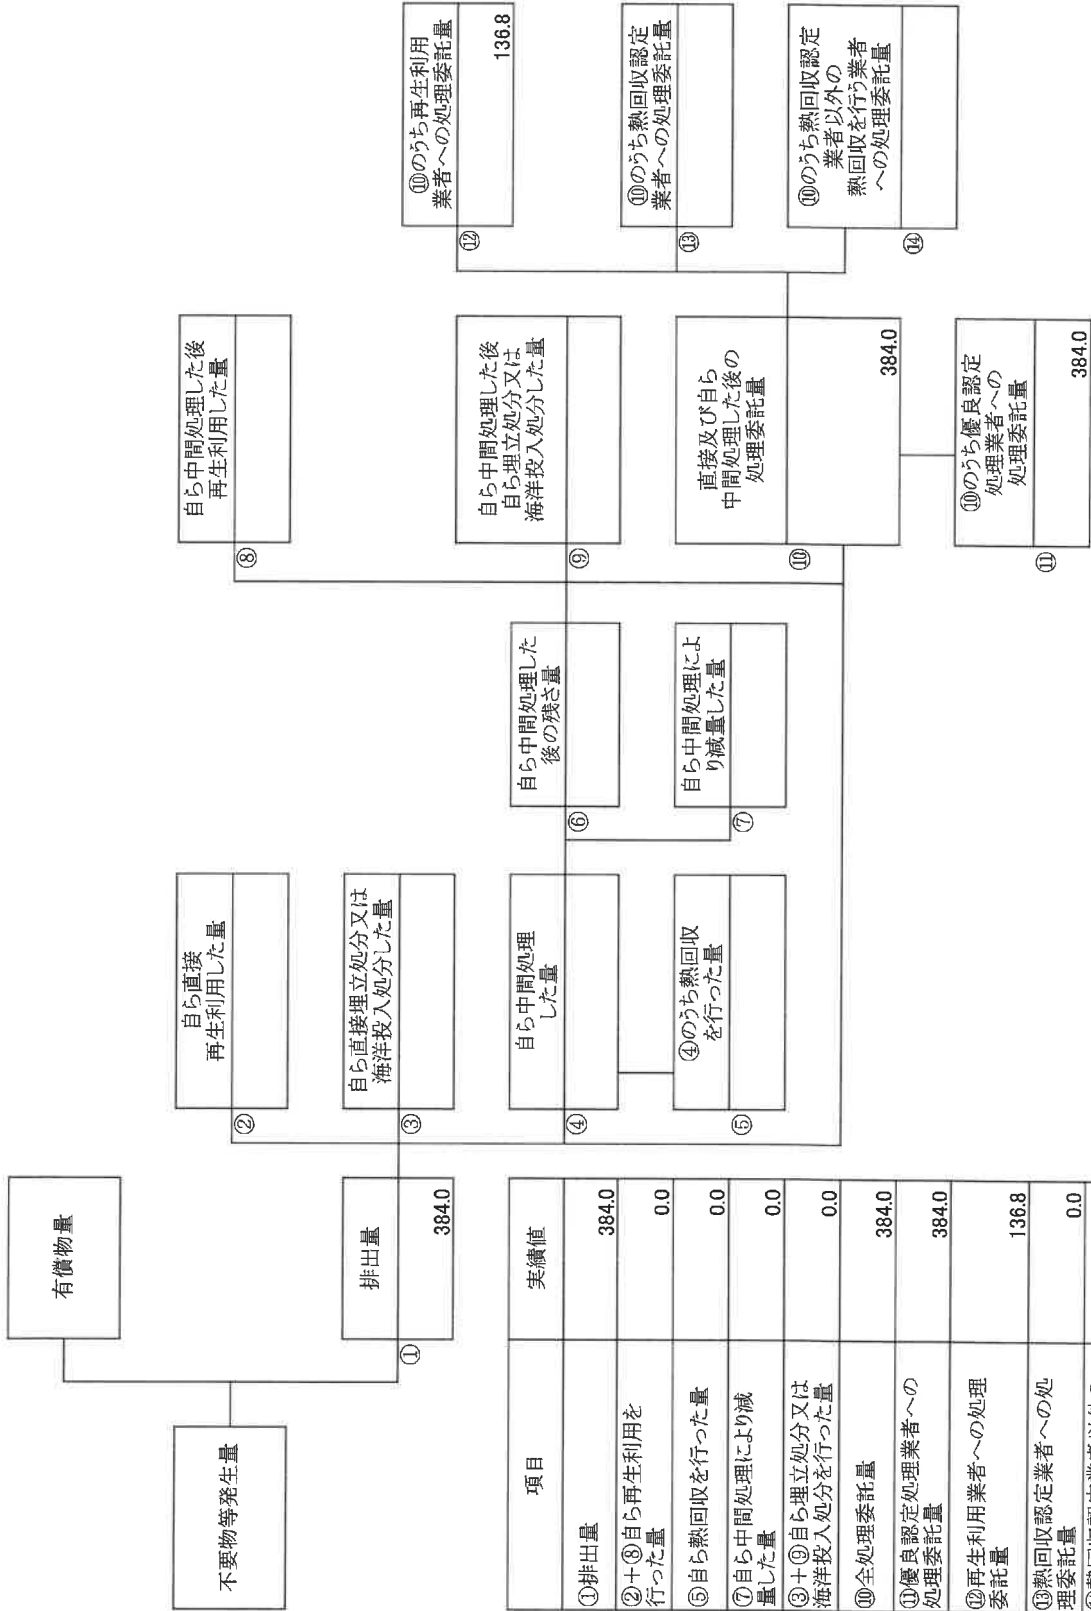 不要物等発生量
有償物量
①
排出量
384.0
②
自ら直接
再生利用した量
③
自ら直接埋立処分又は
海洋投入処分した量
④
自ら中間処理
した量
⑤
④のうち熱回収
を行った量
⑥
自ら中間処理した
後の残さ量
⑦
自ら中間処理によ
り減量した量
⑧
自ら中間処理した後
再生利用した量
⑨
自ら中間処理した後
自ら埋立処分又は
海洋投入処分した量
⑩
直接及び自ら
中間処理した後の
処理委託量
384.0
⑪
⑩のうち優良認定
処理業者への
処理委託量
384.0
⑫
⑩のうち再生利用
業者への処理委託量
136.8
⑬
⑩のうち熱回収認定
業者への処理委託量
⑭
⑩のうち熱回収認定
業者以外の
熱回収を行う業者
への処理委託量
項目 実績値
①排出量 384.0
②+⑧自ら再生利用を
行った量 0.0
⑤自ら熱回収を行った量 0.0
⑦自ら中間処理により減
量した量 0.0
③+⑨自ら埋立処分又は
海洋投入処分を行った量 0.0
⑩全処理委託量 384.0
⑪優良認定処理業者への
処理委託量 384.0
⑫再生利用業者への処理
委託量 136.8
⑬熱回収認定業者への処
理委託量 0.0